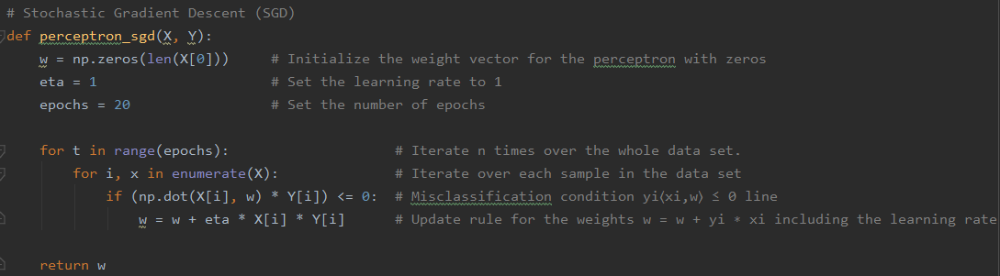 # Stochastic Gradient Descent (SGD)
def perceptron_sgd(X, Y):
    w = np.zeros(len(X[0]))     # Initialize the weight vector for the perceptron with zeros
    eta = 1                     # Set the learning rate to 1
    epochs = 20                 # Set the number of epochs

    for t in range(epochs):                    # Iterate n times over the whole data set.
        for i, x in enumerate(X):              # Iterate over each sample in the data set
            if (np.dot(X[i], w) * Y[i]) <= 0:  # Misclassification condition yi⟨xi,w⟩ ≤ 0 line
                w = w + eta * X[i] * Y[i]      # Update rule for the weights w = w + yi * xi including the learning rate

    return w